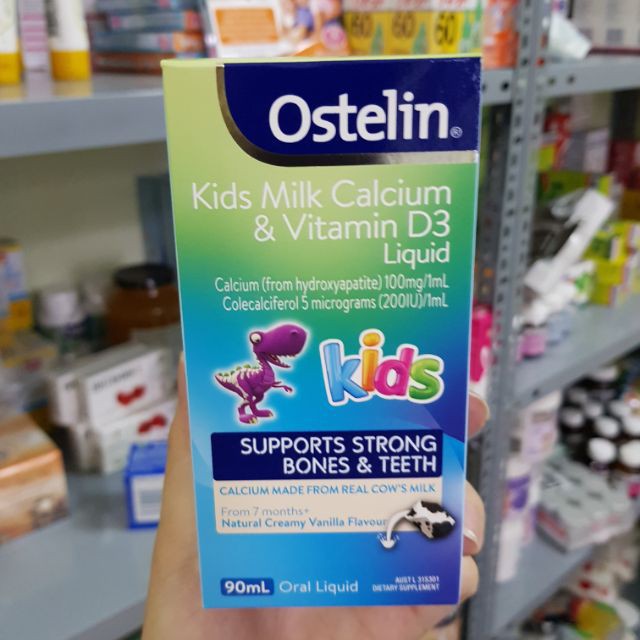 Ostelin®
Kids Milk Calcium
& Vitamin D3
Liquid
Calcium (from hydroxyapatite) 100mg/1mL
Colecalciferol 5 micrograms (200IU)/1mL
kids
SUPPORTS STRONG
BONES & TEETH
CALCIUM MADE FROM REAL COW'S MILK
From 7 months+
Natural Creamy Vanilla Flavour
90mL Oral Liquid
AUST L 315301
DIETARY SUPPLEMENT
60
60